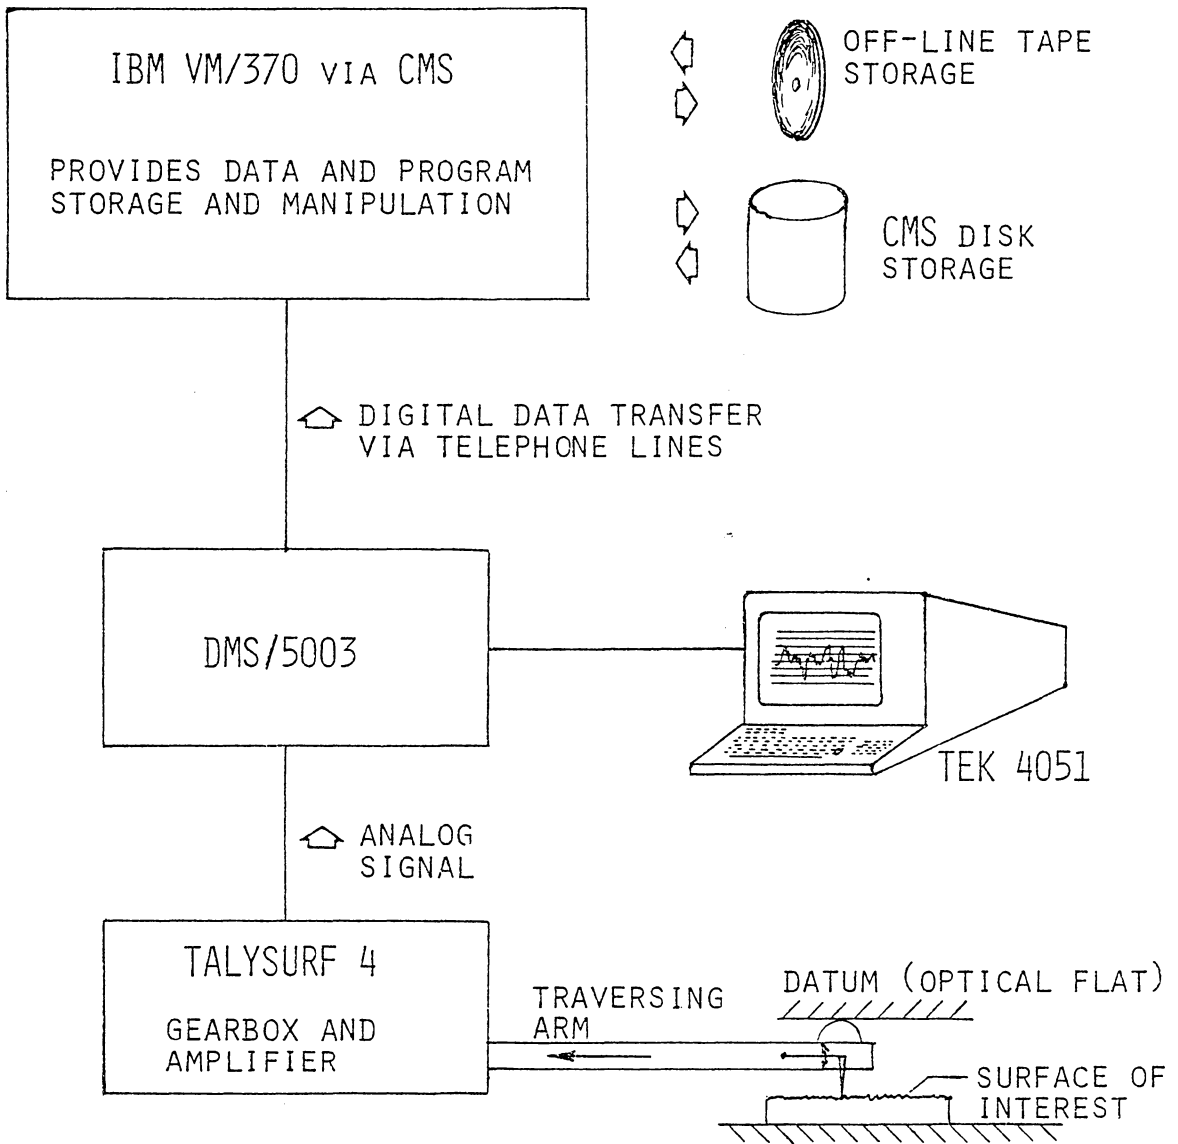 IBM VM/370 VIA CMS
PROVIDES DATA AND PROGRAM
STORAGE AND MANIPULATION
OFF-LINE TAPE
STORAGE
CMS DISK
STORAGE
DIGITAL DATA TRANSFER
VIA TELEPHONE LINES
DMS/5003
TEK 4051
ANALOG
SIGNAL
TALYSURF 4
GEARBOX AND
AMPLIFIER
TRAVERSING
ARM
DATUM (OPTICAL FLAT)
SURFACE OF
INTEREST